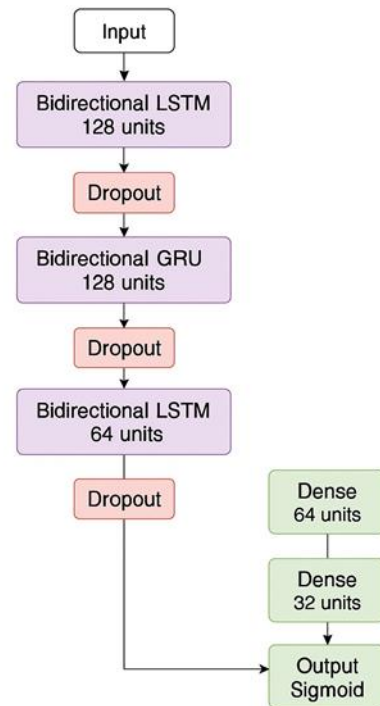 Input
Bidirectional LSTM
128 units
Dropout
Bidirectional GRU
128 units
Dropout
Bidirectional LSTM
64 units
Dropout
Dense
64 units
Dense
32 units
Output
Sigmoid